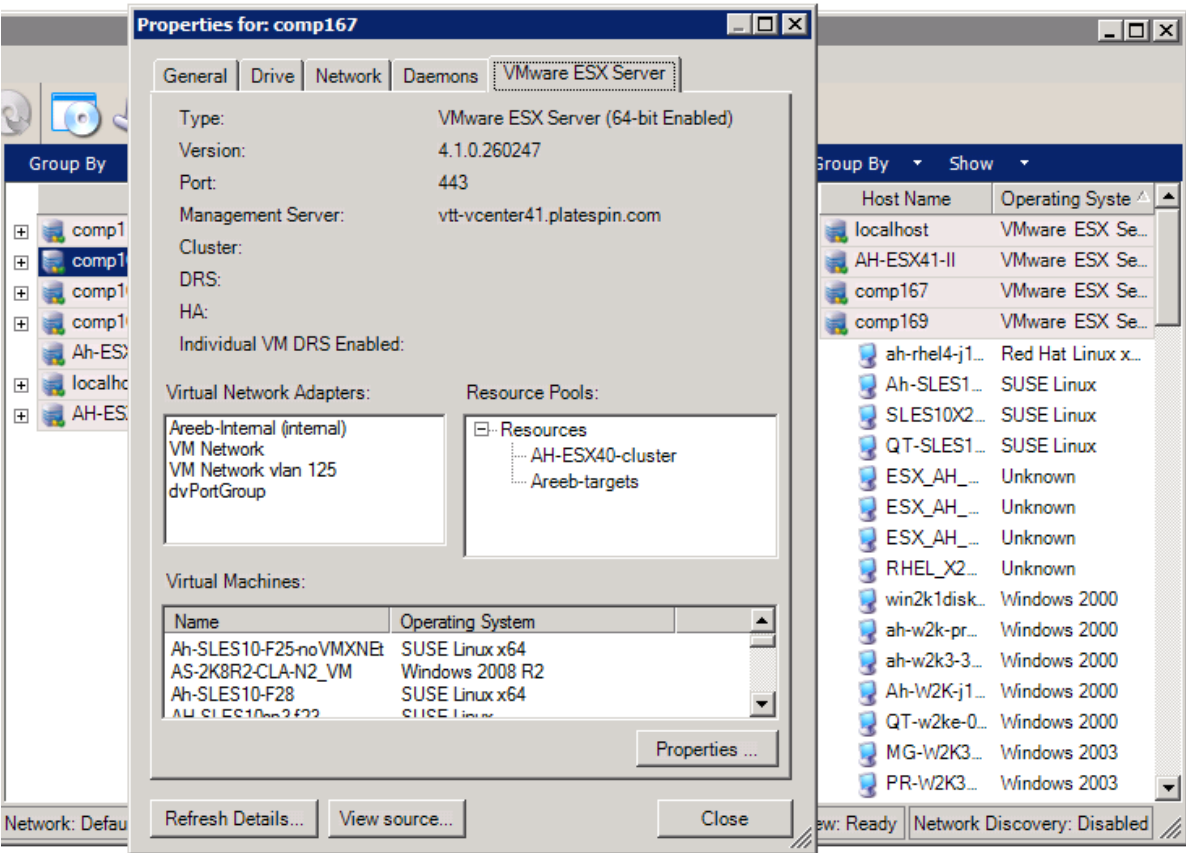 Properties for: comp167
General Drive Network Daemons VMware ESX Server
Type: VMware ESX Server (64-bit Enabled)
Version: 4.1.0.260247
Port: 443
Management Server: vtt-vcenter41.platespin.com
Cluster:
DRS:
HA:
Individual VM DRS Enabled:
Virtual Network Adapters:
Areeb-Internal (internal)
VM Network
VM Network vlan 125
dvPortGroup
Resource Pools:
Resources
AH-ESX40-cluster
Areeb-targets
Virtual Machines:
Name Operating System
Ah-SLES10-F25-noVMXNEt SUSE Linux x64
AS-2K8R2-CLA-N2_VM Windows 2008 R2
Ah-SLES10-F28 SUSE Linux x64
AH-SLES10sp3.f23 SUSE Linux
Properties ...
Refresh Details... View source... Close
Group By
comp1
comp1
comp1
comp1
Ah-ESX
localho
AH-ES
Network: Defau
Group By Show
Host Name Operating Syste
localhost VMware ESX Se...
AH-ESX41-II VMware ESX Se...
comp167 VMware ESX Se...
comp169 VMware ESX Se...
ah-rhel4-j1... Red Hat Linux x...
Ah-SLES1... SUSE Linux
SLES10X2... SUSE Linux
QT-SLES1... SUSE Linux
ESX_AH_... Unknown
ESX_AH_... Unknown
ESX_AH_... Unknown
RHEL_X2... Unknown
win2k1disk... Windows 2000
ah-w2k-pr... Windows 2000
ah-w2k3-3... Windows 2000
Ah-W2K-j1... Windows 2000
QT-w2ke-0... Windows 2000
MG-W2K3... Windows 2003
PR-W2K3... Windows 2003
ew: Ready Network Discovery: Disabled